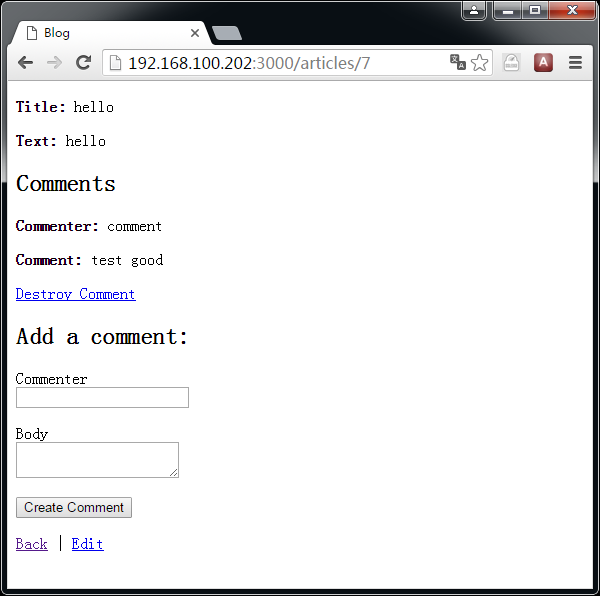 Blog
192.168.100.202:3000/articles/7
A
Title: hello
Text: hello
Comments
Commenter: comment
Comment: test good
Destroy Comment
Add a comment:
Commenter
Body
Create Comment
Back | Edit